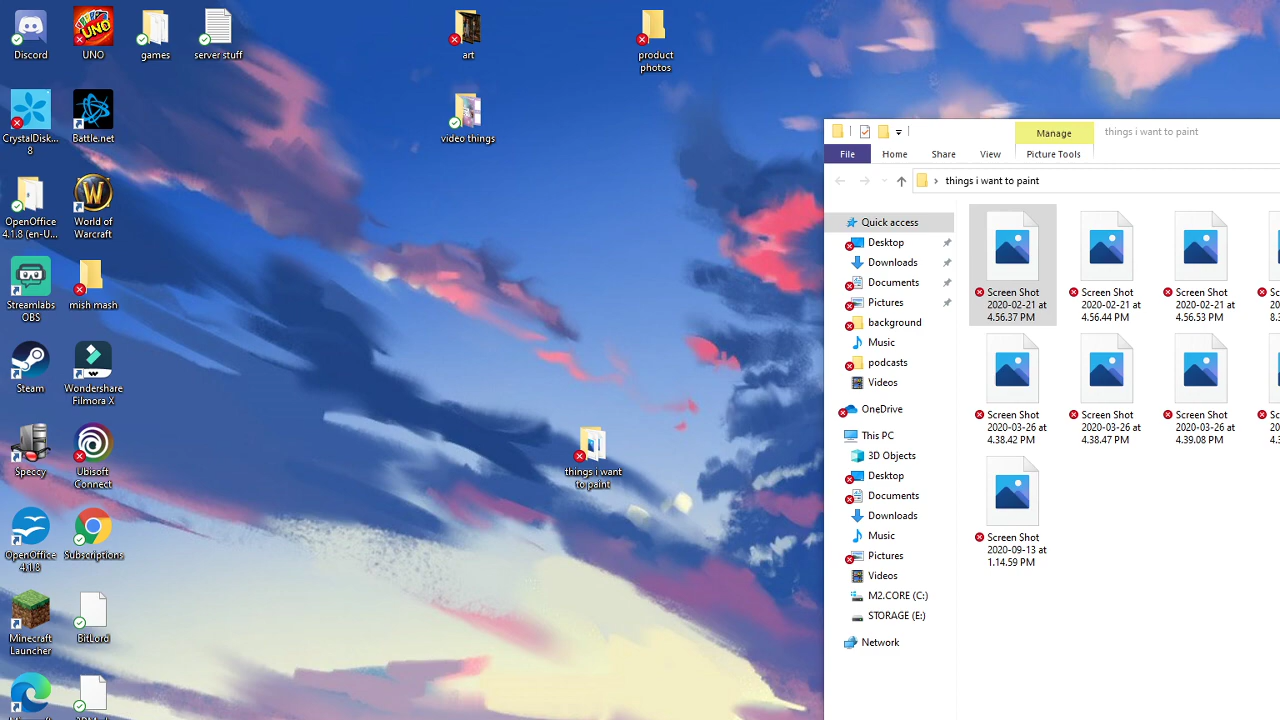 Discord
UNO
games
server stuff
art
product
photos
CrystalDisk...
8
Battle.net
video things
OpenOffice
4.1.8 (en-U...
World of
Warcraft
Streamlabs
OBS
mish mash
Steam
Wondershare
Filmora X
things i want
to paint
Speccy
Ubisoft
Connect
OpenOffice
4.1.8
Subscriptions
Minecraft
Launcher
BitLord
Manage
things i want to paint
File
Home
Share
View
Picture Tools
things i want to paint
Quick access
Desktop
Downloads
Documents
Pictures
background
Music
podcasts
Videos
OneDrive
This PC
3D Objects
Desktop
Documents
Downloads
Music
Pictures
Videos
M2.CORE (C:)
STORAGE (E:)
Network
Screen Shot
2020-02-21 at
4.56.37 PM
Screen Shot
2020-02-21 at
4.56.44 PM
Screen Shot
2020-02-21 at
4.56.53 PM
Screen Shot
2020-03-26 at
4.38.42 PM
Screen Shot
2020-03-26 at
4.38.47 PM
Screen Shot
2020-03-26 at
4.39.08 PM
Screen Shot
2020-09-13 at
1.14.59 PM